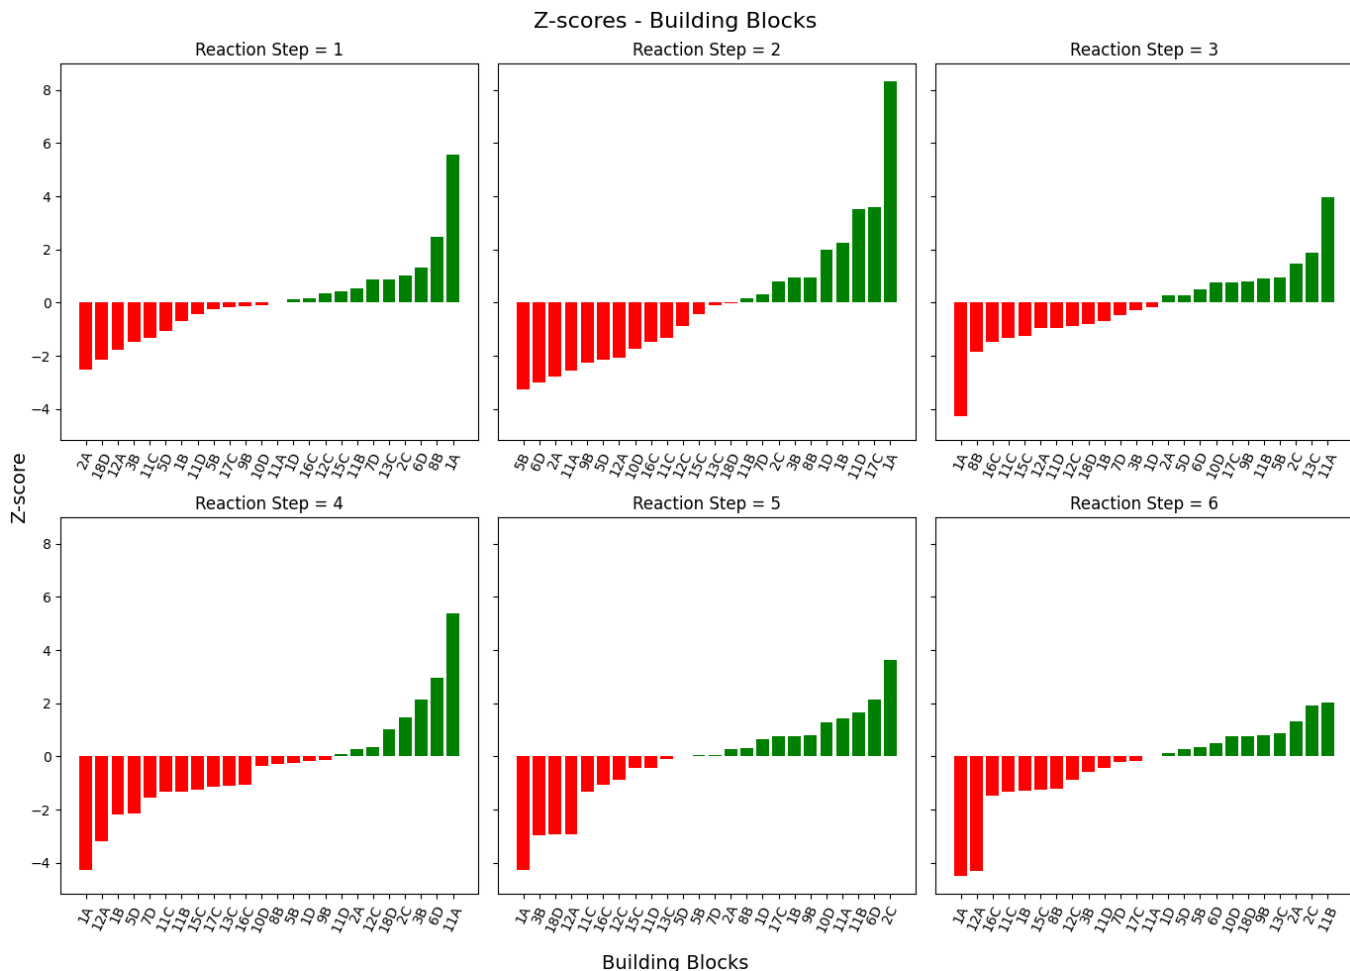 Z-scores - Building Blocks
Reaction Step = 1
Reaction Step = 2
Reaction Step = 3
8
6
4
2
0
−2
−4
2A 18D 12A 3B 11C 5D 1B 11D 5B 17C 9B 10D 11A 1D 16C 12C 15C 11B 7D 13C 2C 6D 8B 1A
5B 6D 2A 11A 9B 5D 12A 10D 16C 11C 12C 15C 13C 18D 11B 7D 2C 3B 8B 1D 1B 11D 17C 1A
1A 8B 16C 11C 15C 12A 11D 12C 18D 1B 7D 3B 1D 2A 5D 6D 10D 17C 9B 11B 5B 2C 13C 11A
Z-score
Reaction Step = 4
Reaction Step = 5
Reaction Step = 6
8
6
4
2
0
−2
−4
1A 12A 1B 5D 7D 11C 11B 15C 17C 13C 16C 10D 8B 5B 1D 9B 11D 2A 12C 18D 2C 3B 6D 11A
1A 3B 18D 12A 11C 16C 12C 15C 11D 13C 5D 5B 7D 2A 8B 1D 17C 1B 9B 10D 11A 11B 6D 2C
1A 12A 16C 11C 1B 15C 8B 12C 3B 11D 7D 17C 11A 1D 5D 5B 6D 10D 18D 9B 13C 2A 2C 11B
Building Blocks